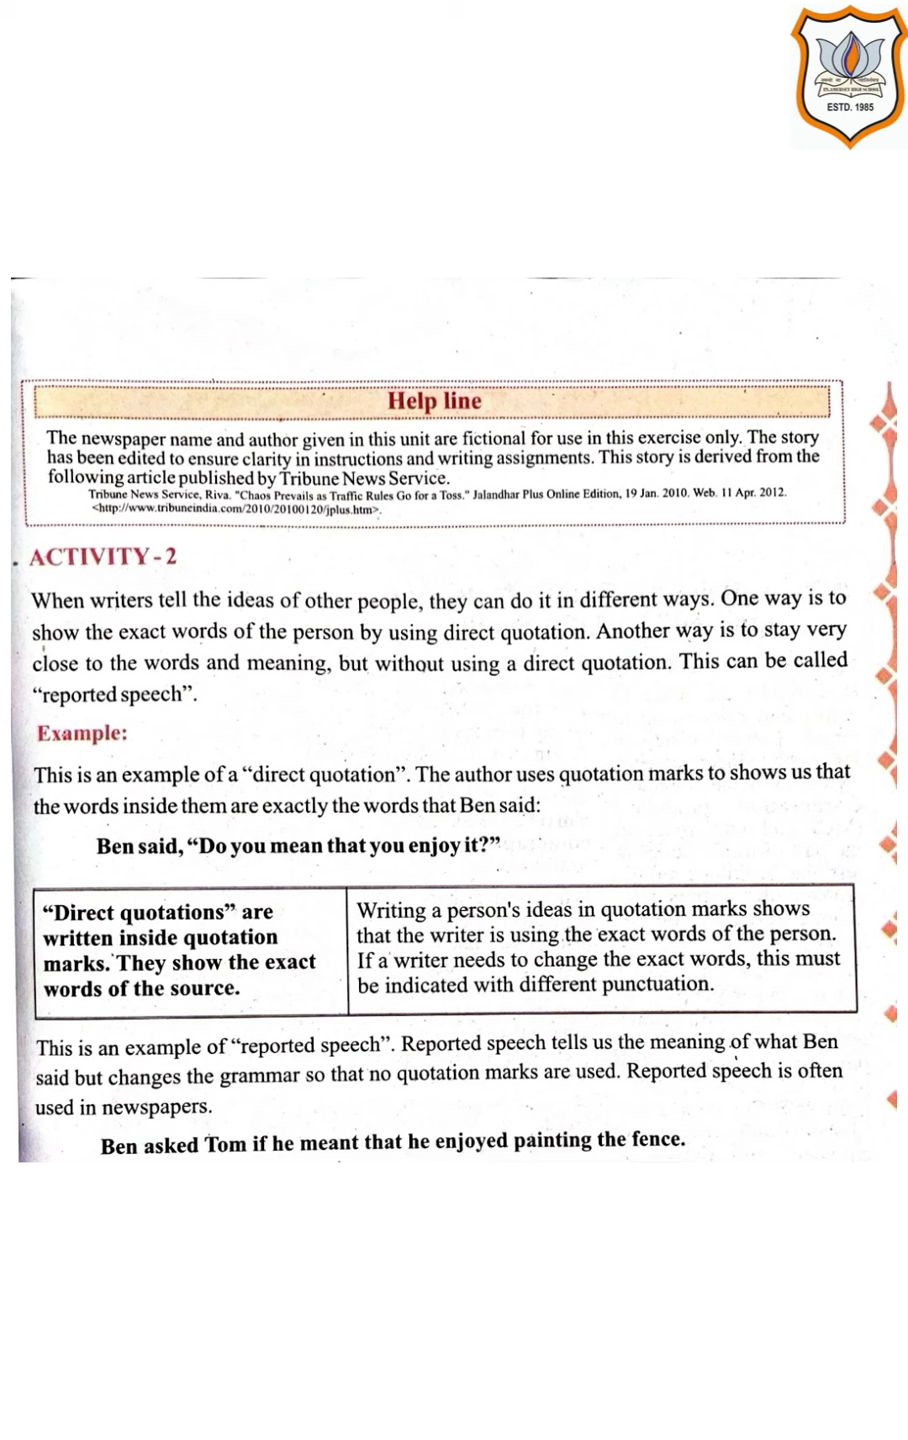 ESTD. 1985
Help line
The newspaper name and author given in this unit are fictional for use in this exercise only. The story
has been edited to ensure clarity in instructions and writing assignments. This story is derived from the
following article published by Tribune News Service.
Tribune News Service, Riva. "Chaos Prevails as Traffic Rules Go for a Toss." Jalandhar Plus Online Edition, 19 Jan. 2010. Web. 11 Apr. 2012.
<http://www.tribuneindia.com/2010/20100120/jplus.htm>.
ACTIVITY-2
When writers tell the ideas of other people, they can do it in different ways. One way is to
show the exact words of the person by using direct quotation. Another way is to stay very
close to the words and meaning, but without using a direct quotation. This can be called
“reported speech”.
Example:
This is an example of a “direct quotation”. The author uses quotation marks to shows us that
the words inside them are exactly the words that Ben said:
Ben said, “Do you mean that you enjoy it?”
“Direct quotations” are
written inside quotation
marks. They show the exact
words of the source.
Writing a person's ideas in quotation marks shows
that the writer is using the exact words of the person.
If a writer needs to change the exact words, this must
be indicated with different punctuation.
This is an example of “reported speech”. Reported speech tells us the meaning of what Ben
said but changes the grammar so that no quotation marks are used. Reported speech is often
used in newspapers.
Ben asked Tom if he meant that he enjoyed painting the fence.